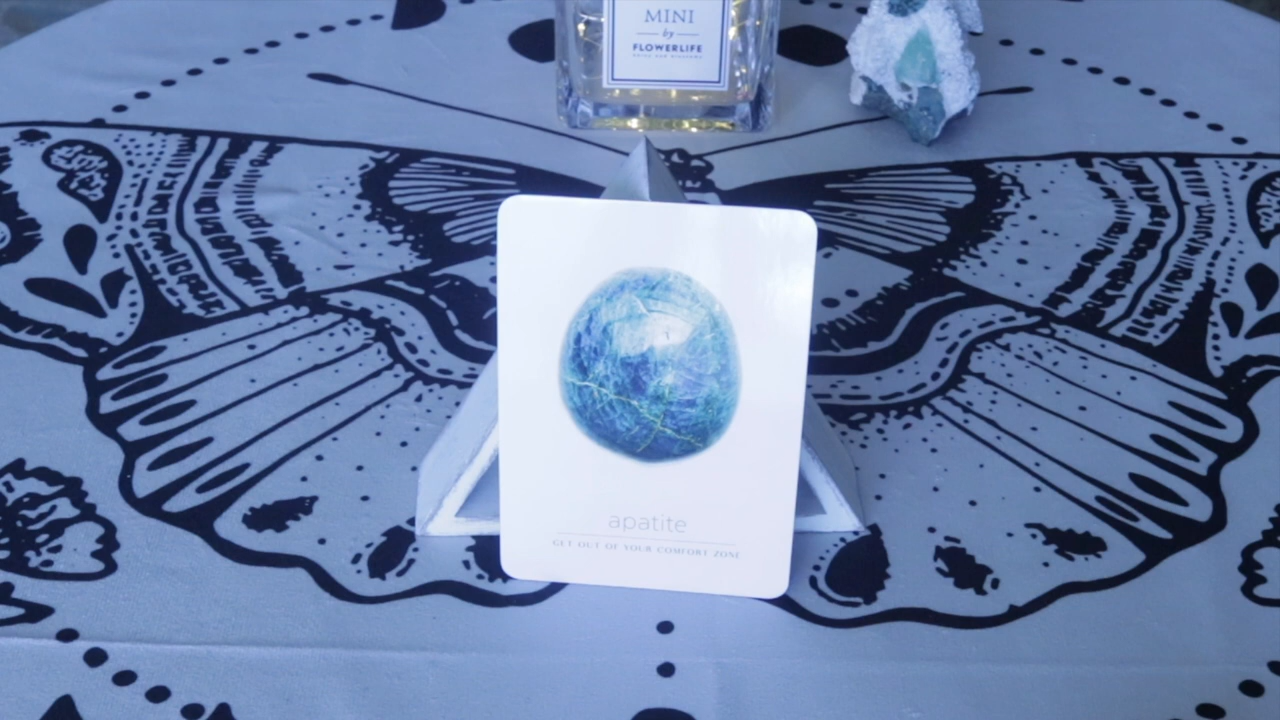 MINI
by
FLOWERLIFE
apatite
GET OUT OF YOUR COMFORT ZONE